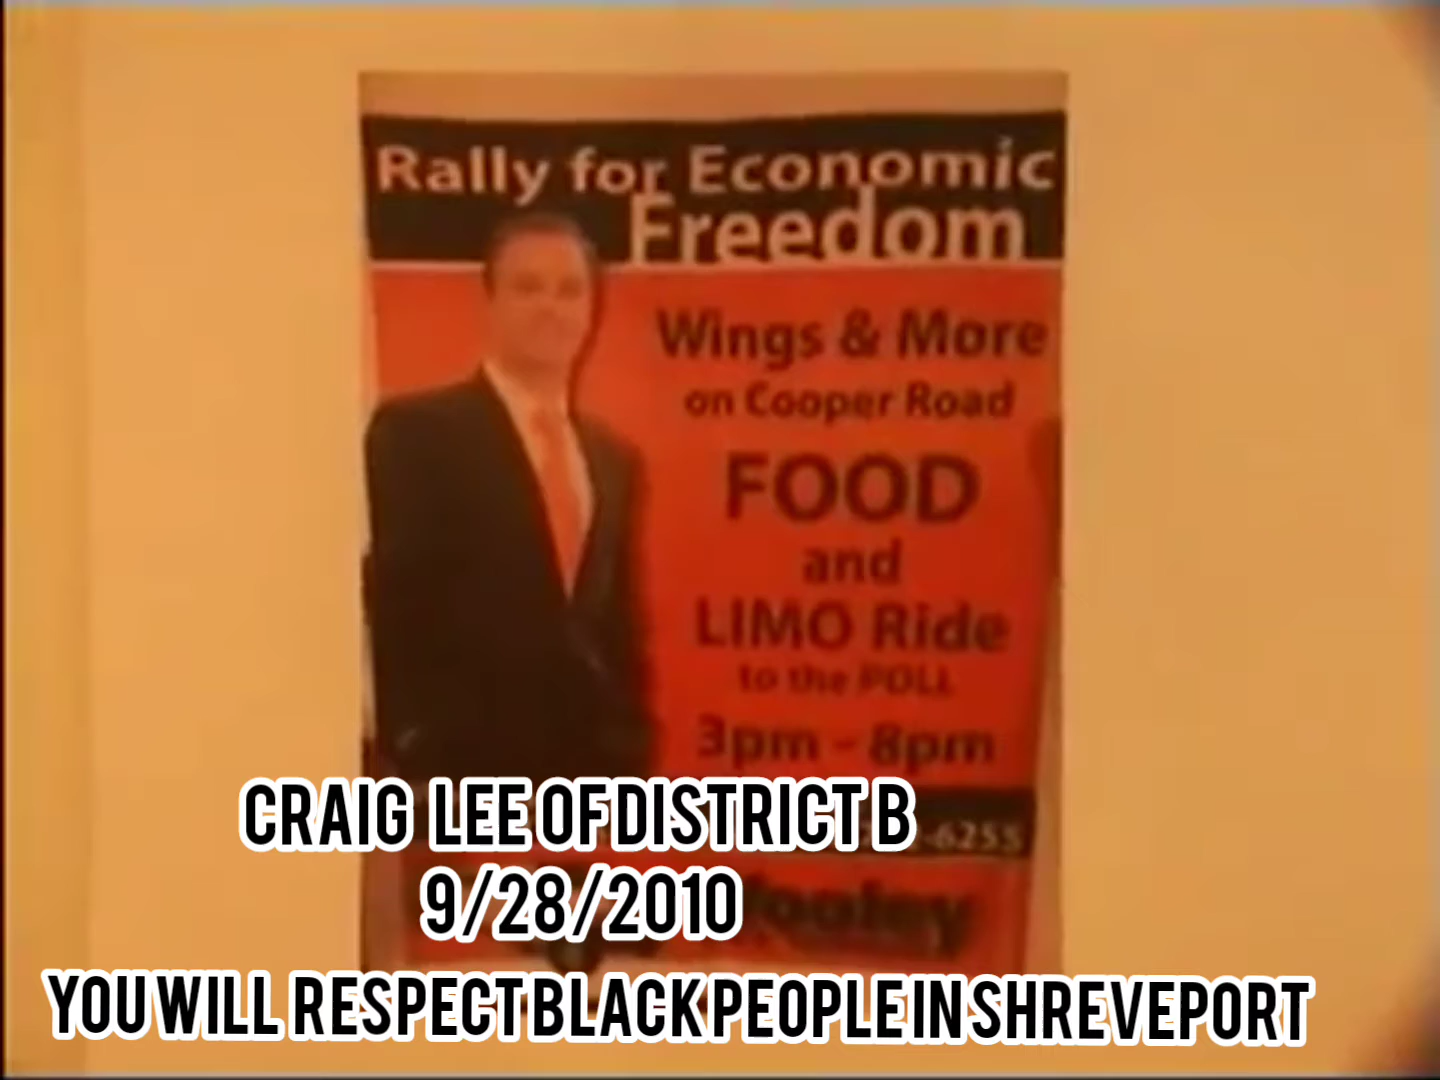 Rally for Economic
Freedom
Wings & More
on Cooper Road
FOOD
and
LIMO Ride
to the POLL
3pm - 8pm
-6255
CRAIG LEE OF DISTRICT B
9/28/2010
YOU WILL RESPECT BLACK PEOPLE IN SHREVEPORT